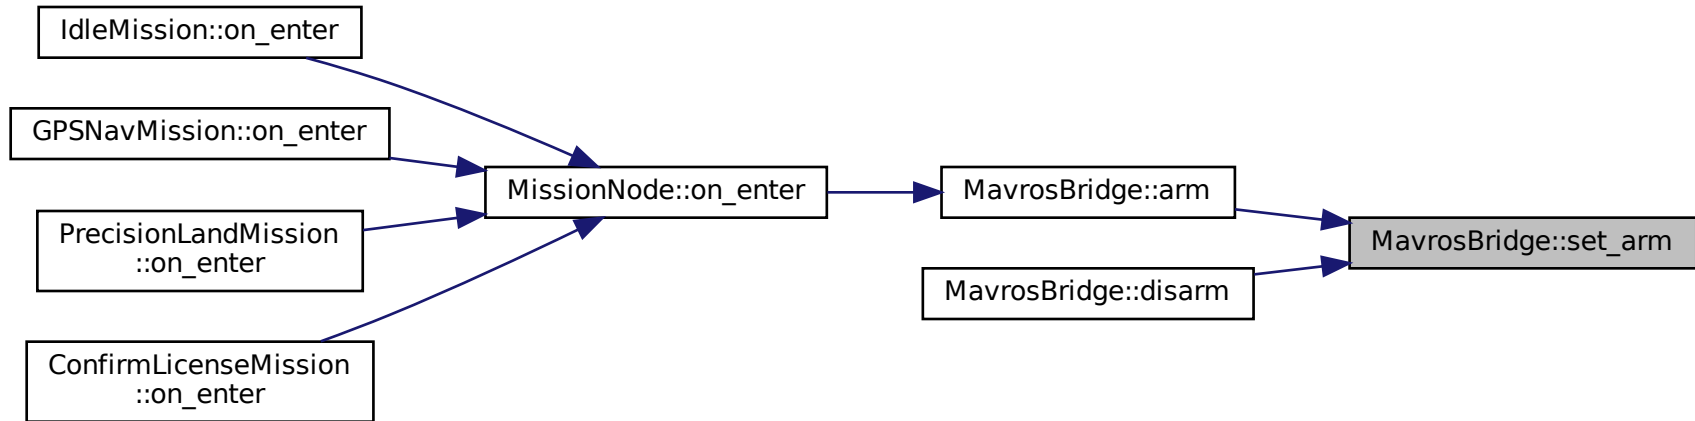 IdleMission::on_enter
GPSNavMission::on_enter
PrecisionLandMission
::on_enter
ConfirmLicenseMission
::on_enter
MissionNode::on_enter
MavrosBridge::arm
MavrosBridge::disarm
MavrosBridge::set_arm